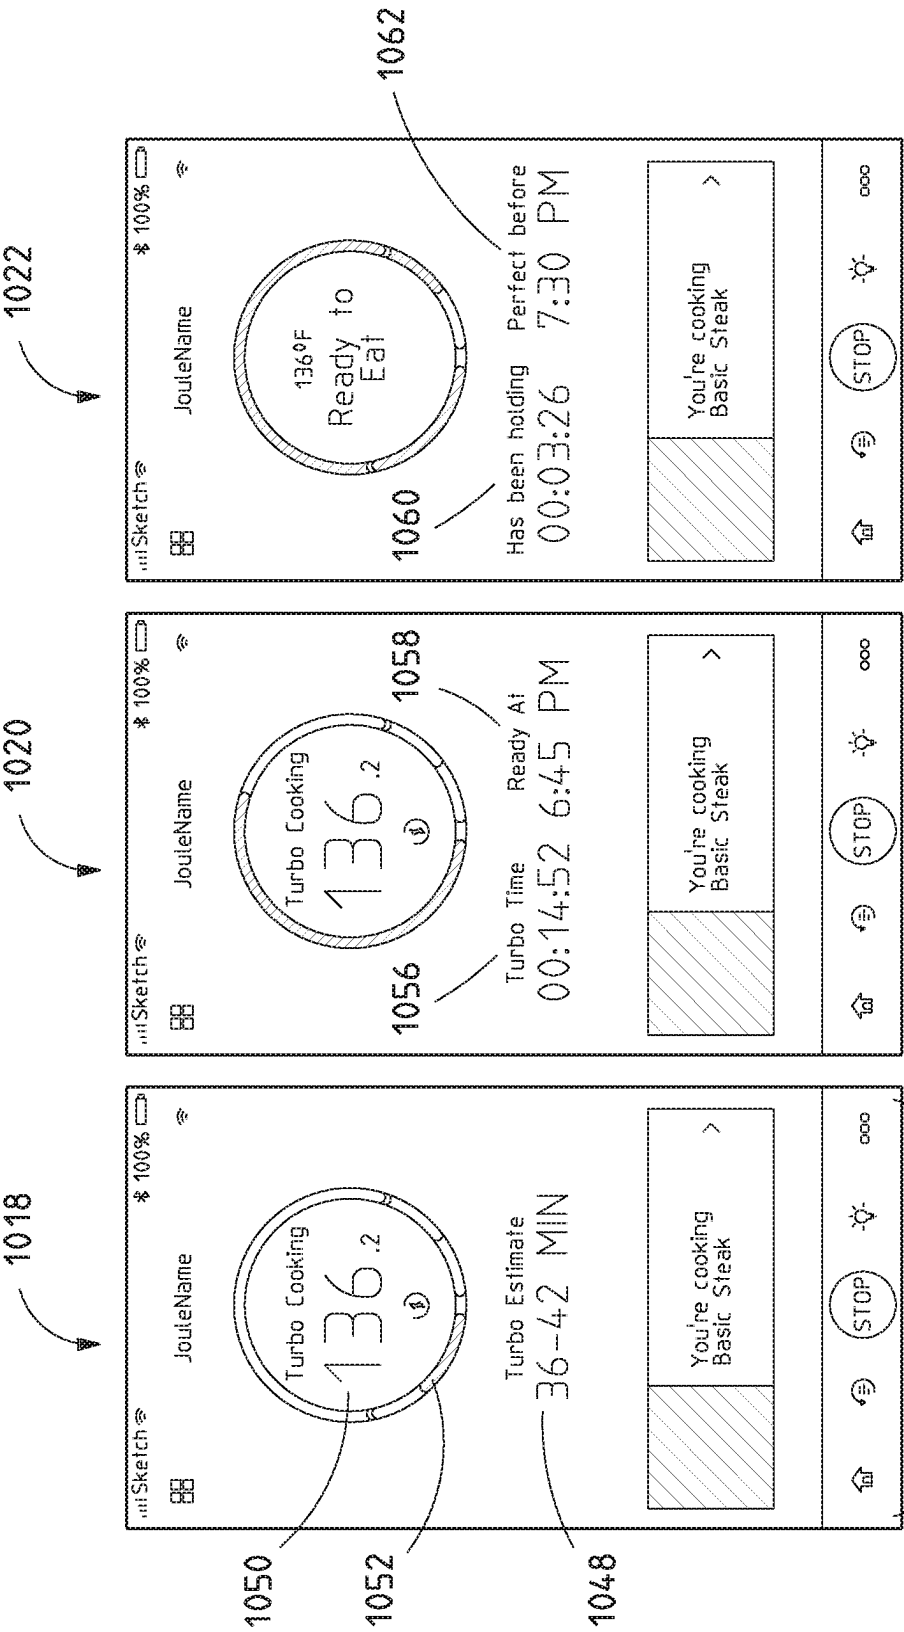 1018
1020
1022
Sketch
100%
JouleName
Turbo Cooking
136.2
1050
1052
Turbo Estimate
36-42 MIN
1048
You're cooking
Basic Steak
STOP
Sketch
100%
JouleName
Turbo Cooking
136.2
1056
1058
Turbo Time
Ready At
00:14:52
6:45 PM
You're cooking
Basic Steak
STOP
Sketch
100%
JouleName
136°F
Ready to
Eat
1060
1062
Has been holding
Perfect before
00:03:26
7:30 PM
You're cooking
Basic Steak
STOP